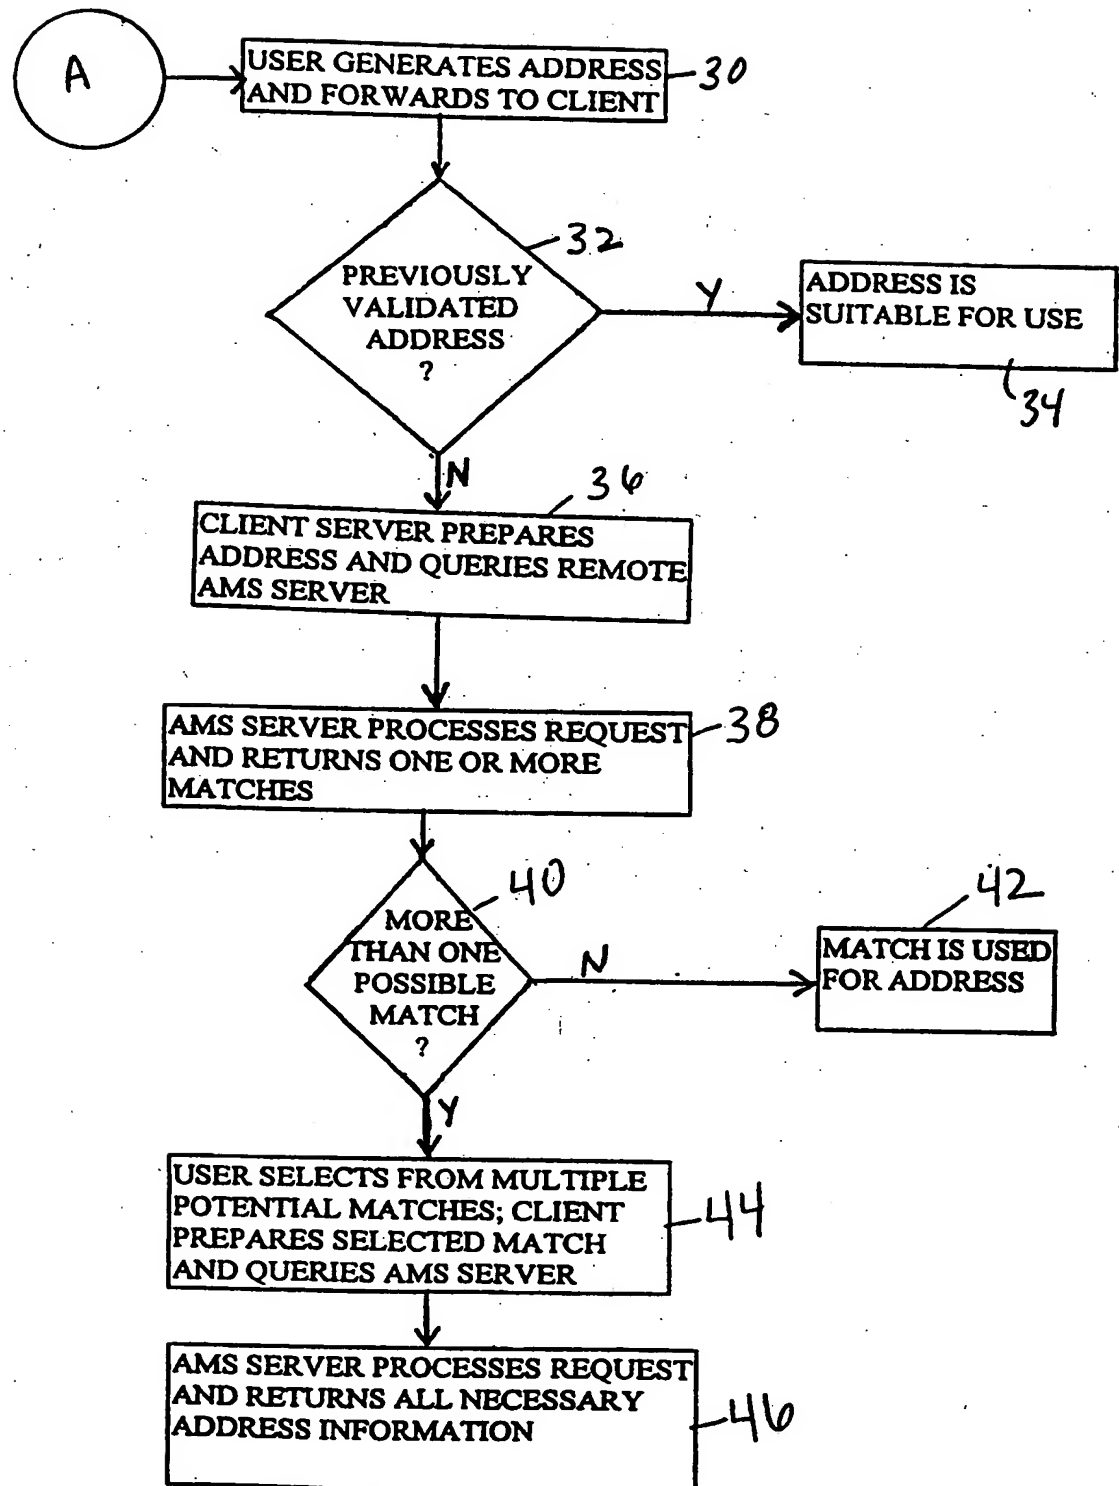 A
USER GENERATES ADDRESS
AND FORWARDS TO CLIENT
30
32
PREVIOUSLY
VALIDATED
ADDRESS
?
Y
ADDRESS IS
SUITABLE FOR USE
34
N
36
CLIENT SERVER PREPARES
ADDRESS AND QUERIES REMOTE
AMS SERVER
AMS SERVER PROCESSES REQUEST
AND RETURNS ONE OR MORE
MATCHES
38
40
MORE
THAN ONE
POSSIBLE
MATCH
?
N
42
MATCH IS USED
FOR ADDRESS
Y
USER SELECTS FROM MULTIPLE
POTENTIAL MATCHES; CLIENT
PREPARES SELECTED MATCH
AND QUERIES AMS SERVER
44
AMS SERVER PROCESSES REQUEST
AND RETURNS ALL NECESSARY
ADDRESS INFORMATION
46